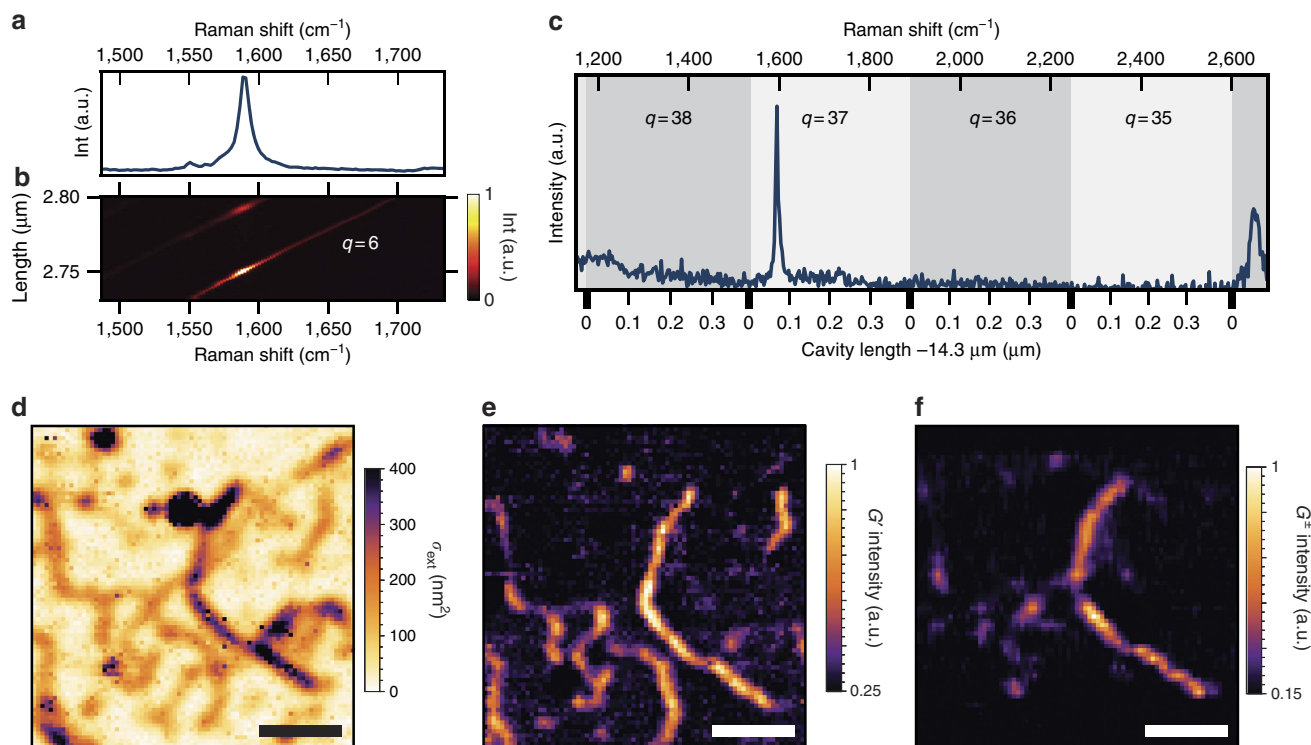 a
Raman shift (cm⁻¹)
1,500 1,550 1,600 1,650 1,700
Int (a.u.)
b
2.80
2.75
Length (μm)
q=6
1
0
Int (a.u.)
1,500 1,550 1,600 1,650 1,700
Raman shift (cm⁻¹)
c
Raman shift (cm⁻¹)
1,200 1,400 1,600 1,800 2,000 2,200 2,400 2,600
Intensity (a.u.)
q=38 q=37 q=36 q=35
0 0.1 0.2 0.3 0 0.1 0.2 0.3 0 0.1 0.2 0.3 0 0.1 0.2 0.3 0
Cavity length –14.3 μm (μm)
d
400
300
200
100
0
σext (nm²)
e
1
0.25
G′ intensity (a.u.)
f
1
0.15
G± intensity (a.u.)